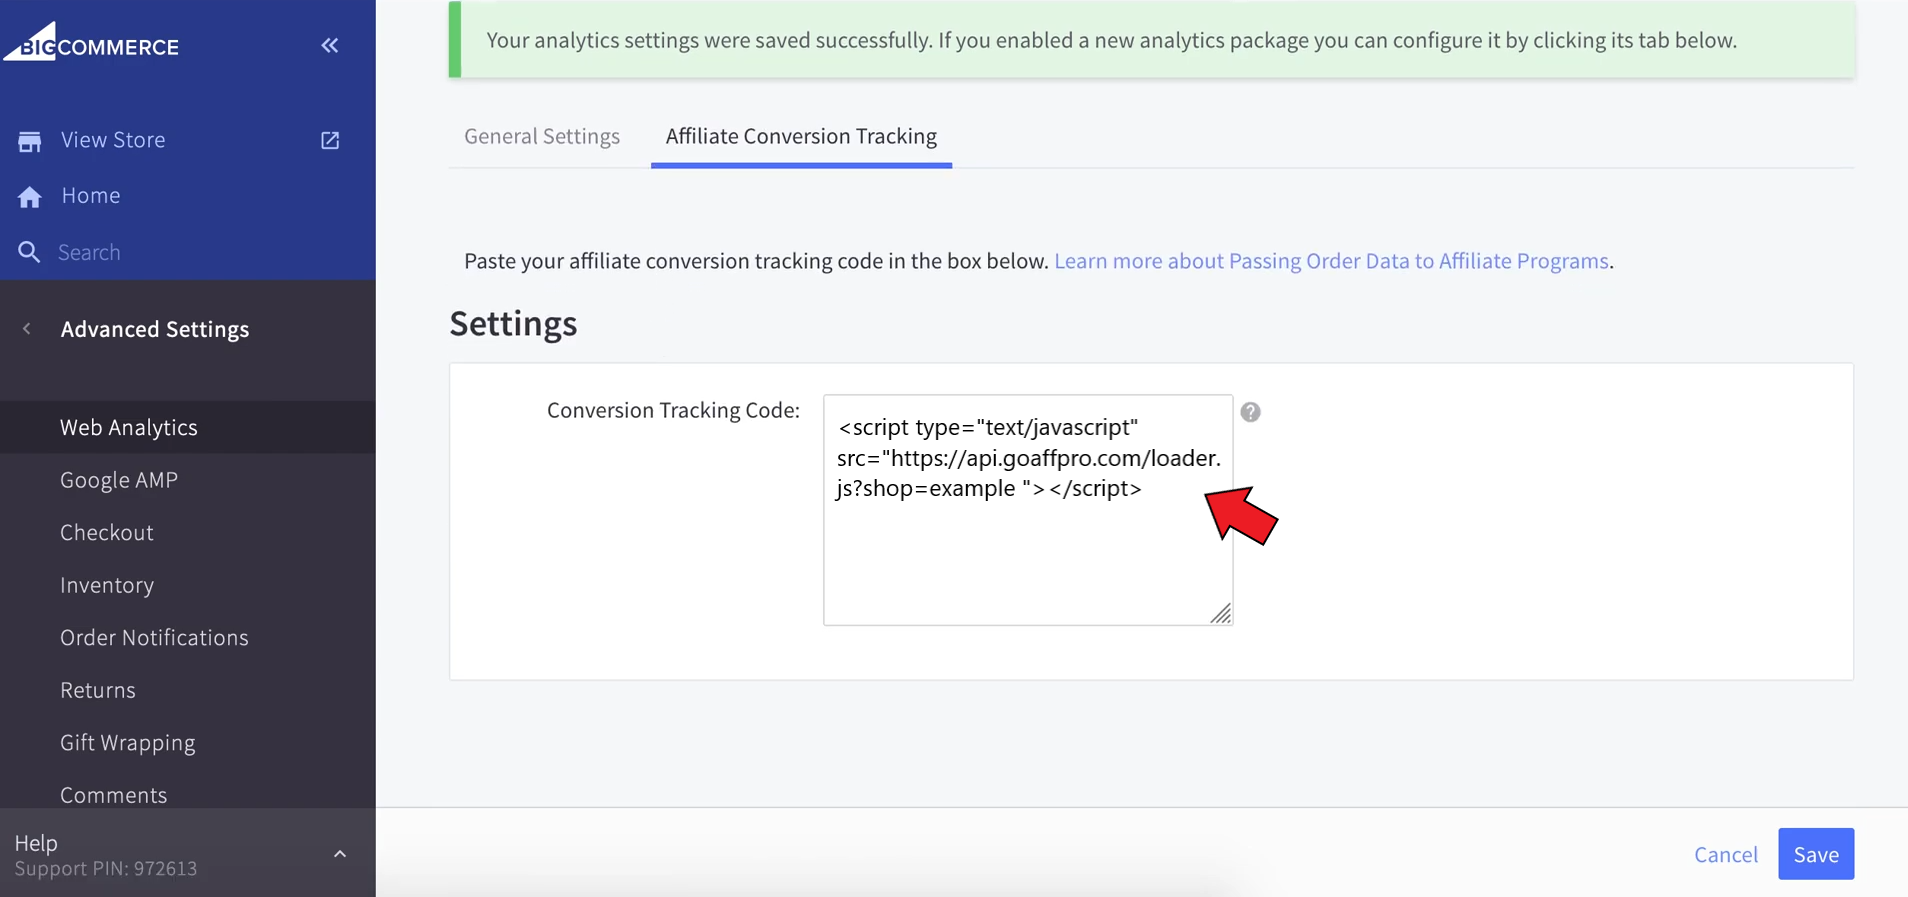 BIGCOMMERCE
View Store
Home
Search
Advanced Settings
Web Analytics
Google AMP
Checkout
Inventory
Order Notifications
Returns
Gift Wrapping
Comments
Help
Support PIN: 972613
Your analytics settings were saved successfully. If you enabled a new analytics package you can configure it by clicking its tab below.
General Settings
Affiliate Conversion Tracking
Paste your affiliate conversion tracking code in the box below. Learn more about Passing Order Data to Affiliate Programs.
Settings
Conversion Tracking Code:
<script type="text/javascript"
src="https://api.goaffpro.com/loader.
js?shop=example "></script>
?
Cancel
Save